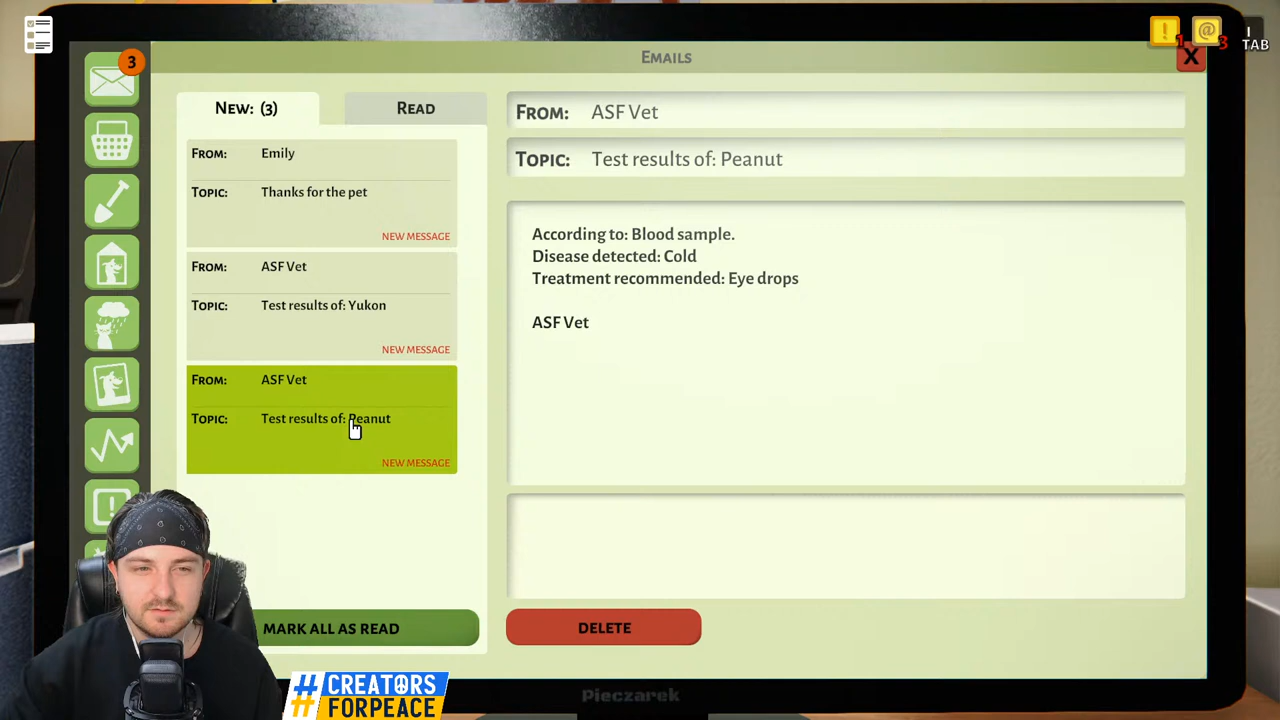 I
TAB
1
@
3
EMAILS
X
3
NEW: (3)
READ
FROM: Emily
TOPIC: Thanks for the pet
NEW MESSAGE
FROM: ASF Vet
TOPIC: Test results of: Yukon
NEW MESSAGE
FROM: ASF Vet
TOPIC: Test results of: Peanut
NEW MESSAGE
MARK ALL AS READ
FROM: ASF Vet
TOPIC: Test results of: Peanut
According to: Blood sample.
Disease detected: Cold
Treatment recommended: Eye drops
ASF Vet
DELETE
#CREATORS
#FORPEACE
Pieczarek